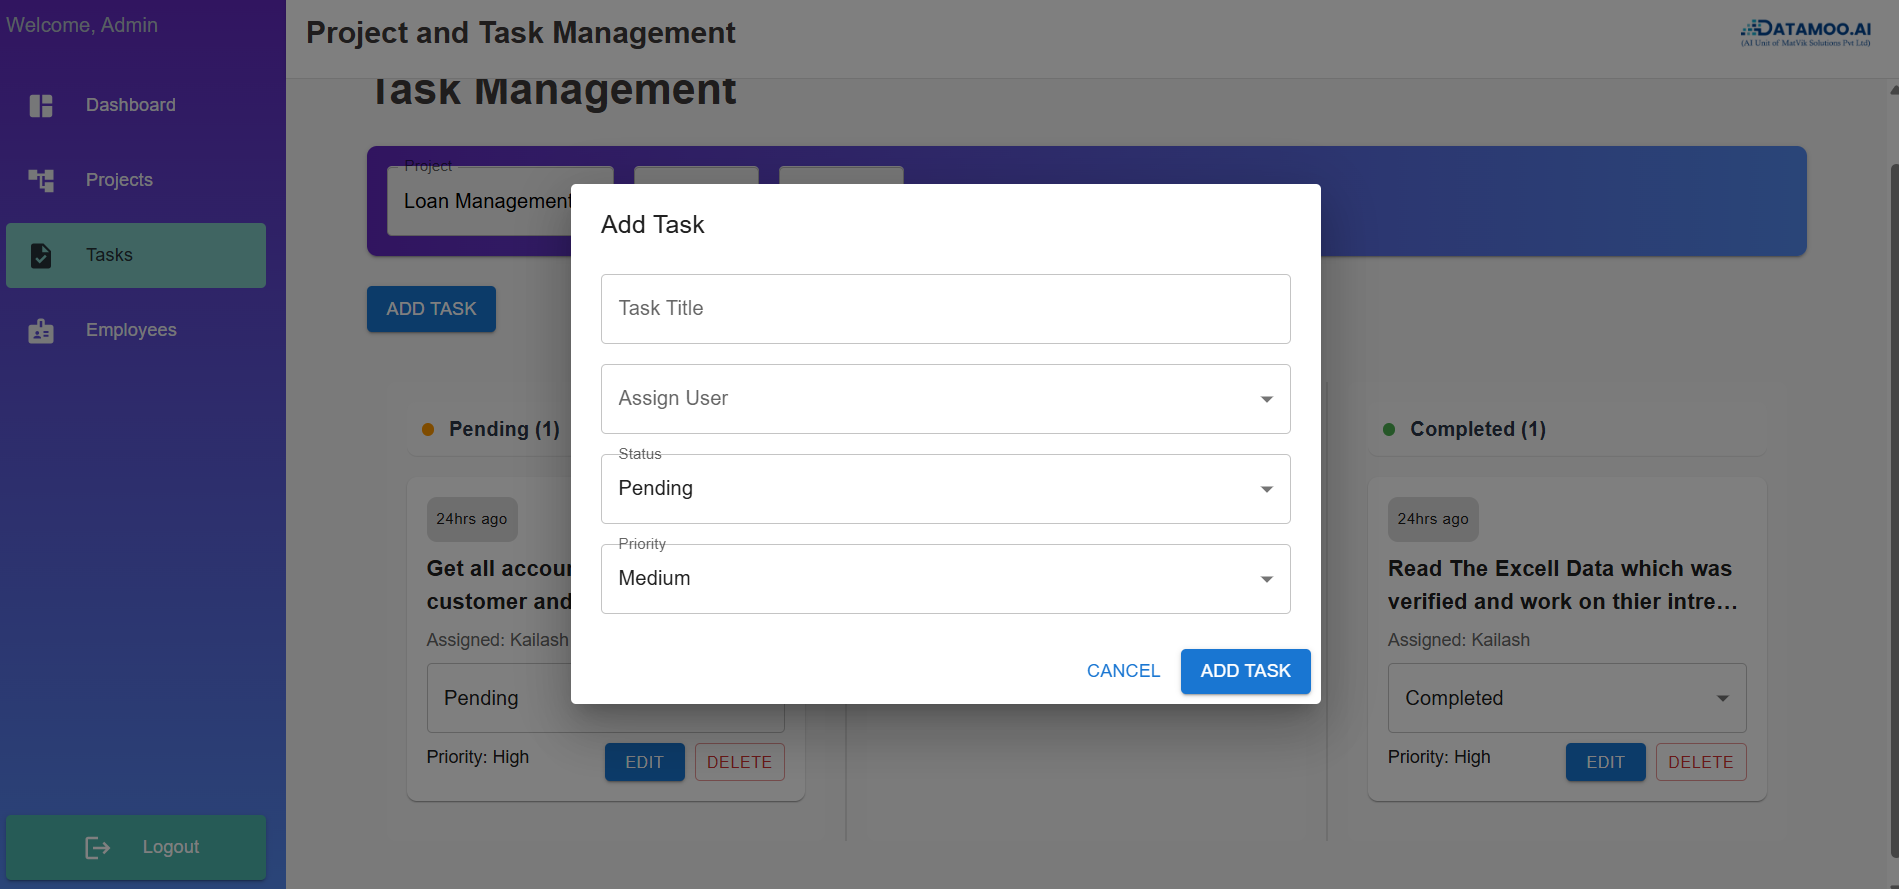 Welcome, Admin
Dashboard
Projects
Tasks
Employees
Logout
Project and Task Management
DATAMOO.AI
(AI Unit of MatVik Solutions Pvt Ltd)
Task Management
Project
Loan Management
ADD TASK
Pending (1)
24hrs ago
Get all accou
customer and
Assigned: Kailash
Pending
Priority: High
EDIT
DELETE
Add Task
Task Title
Assign User
Status
Pending
Priority
Medium
CANCEL
ADD TASK
Completed (1)
24hrs ago
Read The Excell Data which was
verified and work on thier intre...
Assigned: Kailash
Completed
Priority: High
EDIT
DELETE